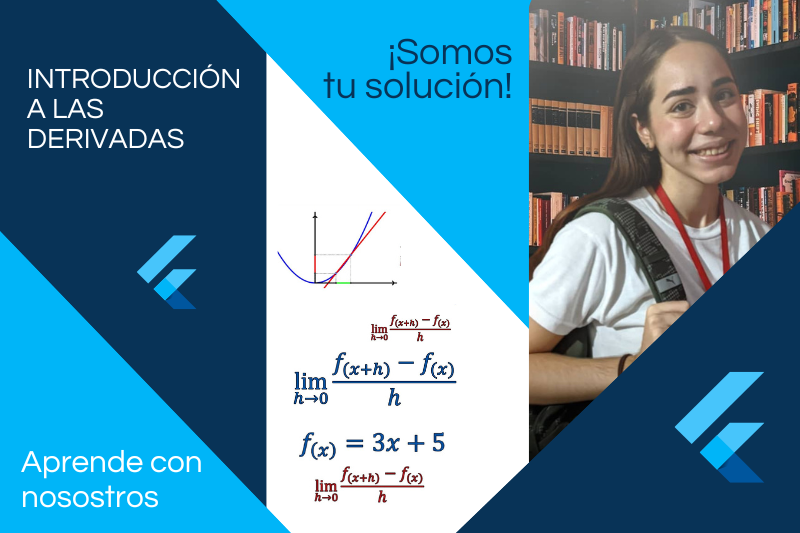 INTRODUCCIÓN
A LAS
DERIVADAS
¡Somos
tu solución!
lim h→0 f(x+h) − f(x) / h
lim h→0 f(x+h) − f(x) / h
f(x) = 3x + 5
lim h→0 f(x+h) − f(x) / h
Aprende con
nosostros